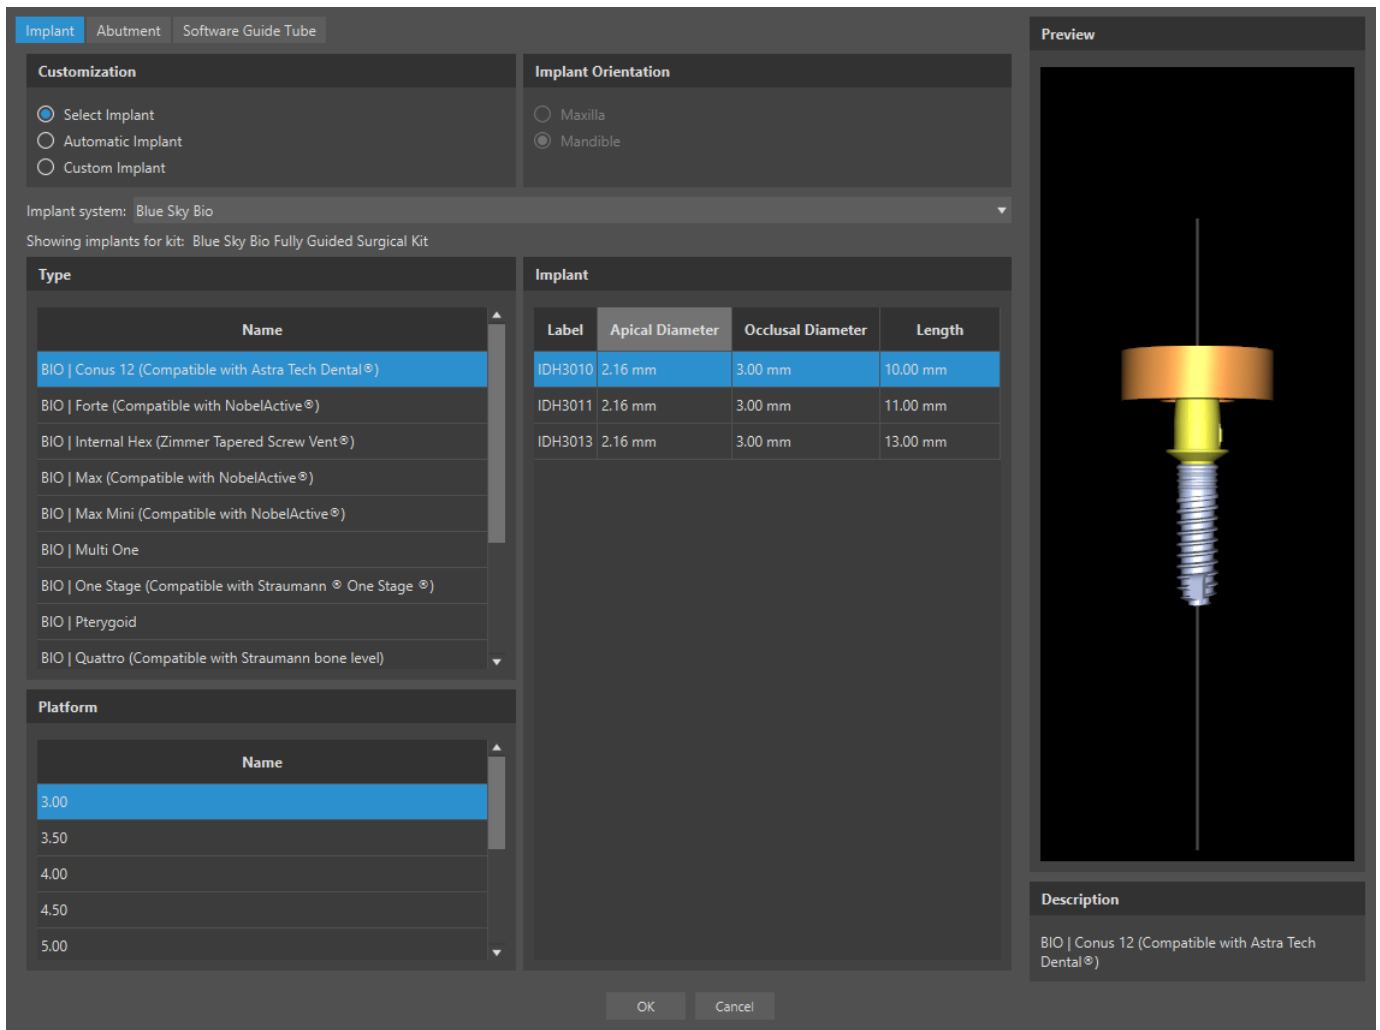 Implant
Abutment
Software Guide Tube
Customization
Select Implant
Automatic Implant
Custom Implant
Implant Orientation
Maxilla
Mandible
Implant system: Blue Sky Bio
Showing implants for kit: Blue Sky Bio Fully Guided Surgical Kit
Type
Name
BIO | Conus 12 (Compatible with Astra Tech Dental®)
BIO | Forte (Compatible with NobelActive®)
BIO | Internal Hex (Zimmer Tapered Screw Vent®)
BIO | Max (Compatible with NobelActive®)
BIO | Max Mini (Compatible with NobelActive®)
BIO | Multi One
BIO | One Stage (Compatible with Straumann ® One Stage ®)
BIO | Pterygoid
BIO | Quattro (Compatible with Straumann bone level)
Platform
Name
3.00
3.50
4.00
4.50
5.00
Implant
Label Apical Diameter Occlusal Diameter Length
IDH3010 2.16 mm 3.00 mm 10.00 mm
IDH3011 2.16 mm 3.00 mm 11.00 mm
IDH3013 2.16 mm 3.00 mm 13.00 mm
Preview
Description
BIO | Conus 12 (Compatible with Astra Tech
Dental®)
OK
Cancel